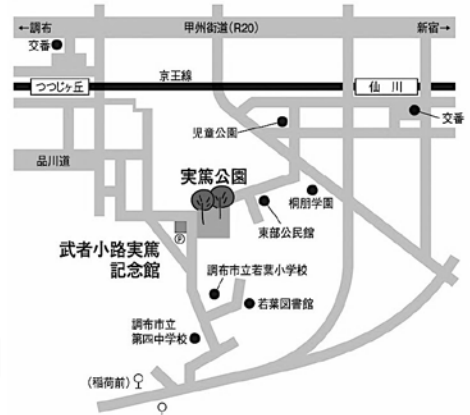 ←調布
甲州街道(R20)
新宿→
交番
京王線
つつじヶ丘
仙川
交番
児童公園
品川道
実篤公園
桐朋学園
東部公民館
P
武者小路実篤
記念館
調布市立若葉小学校
若葉図書館
調布市立
第四中学校
(稲荷前)